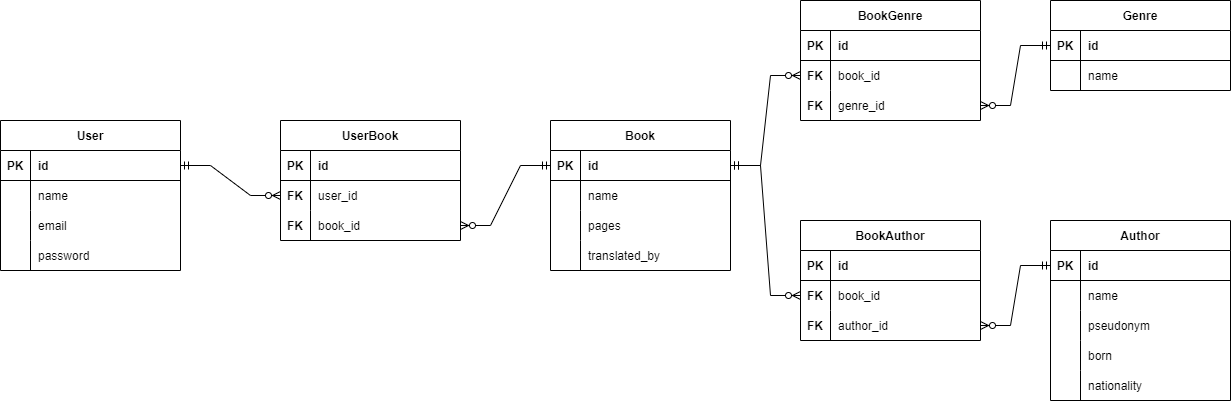 User
PK id
name
email
password
UserBook
PK id
FK user_id
FK book_id
Book
PK id
name
pages
translated_by
BookGenre
PK id
FK book_id
FK genre_id
Genre
PK id
name
BookAuthor
PK id
FK book_id
FK author_id
Author
PK id
name
pseudonym
born
nationality